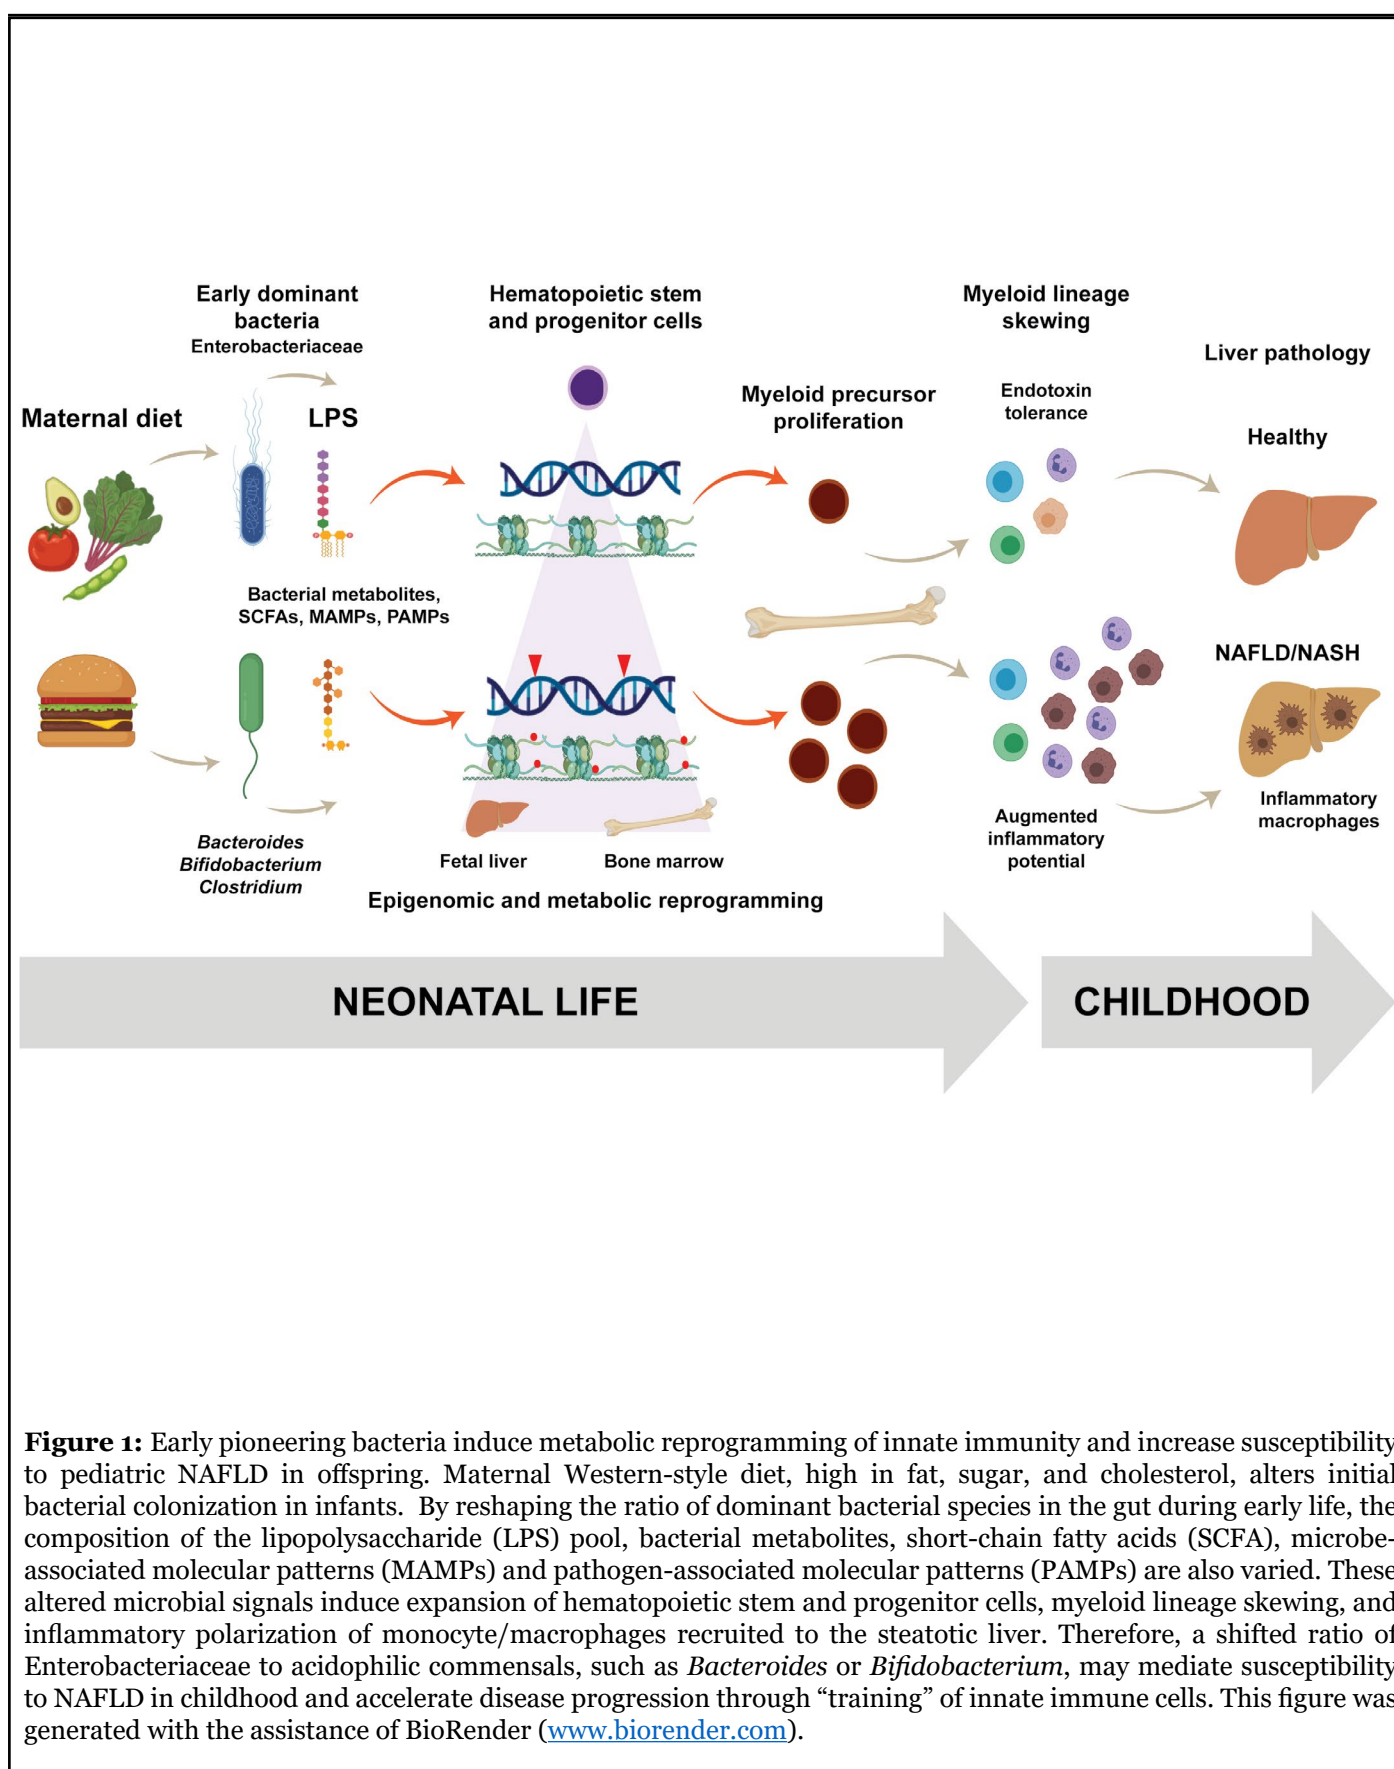 Early dominant
bacteria
Enterobacteriaceae
Hematopoietic stem
and progenitor cells
Myeloid lineage
skewing
Liver pathology
Maternal diet
LPS
Myeloid precursor
proliferation
Endotoxin
tolerance
Healthy
Bacterial metabolites,
SCFAs, MAMPs, PAMPs
NAFLD/NASH
Bacteroides
Bifidobacterium
Clostridium
Fetal liver
Bone marrow
Augmented
inflammatory
potential
Inflammatory
macrophages
Epigenomic and metabolic reprogramming
NEONATAL LIFE
CHILDHOOD
Figure 1: Early pioneering bacteria induce metabolic reprogramming of innate immunity and increase susceptibility
to pediatric NAFLD in offspring. Maternal Western-style diet, high in fat, sugar, and cholesterol, alters initial
bacterial colonization in infants. By reshaping the ratio of dominant bacterial species in the gut during early life, the
composition of the lipopolysaccharide (LPS) pool, bacterial metabolites, short-chain fatty acids (SCFA), microbe-
associated molecular patterns (MAMPs) and pathogen-associated molecular patterns (PAMPs) are also varied. These
altered microbial signals induce expansion of hematopoietic stem and progenitor cells, myeloid lineage skewing, and
inflammatory polarization of monocyte/macrophages recruited to the steatotic liver. Therefore, a shifted ratio of
Enterobacteriaceae to acidophilic commensals, such as Bacteroides or Bifidobacterium, may mediate susceptibility
to NAFLD in childhood and accelerate disease progression through “training” of innate immune cells. This figure was
generated with the assistance of BioRender (www.biorender.com).